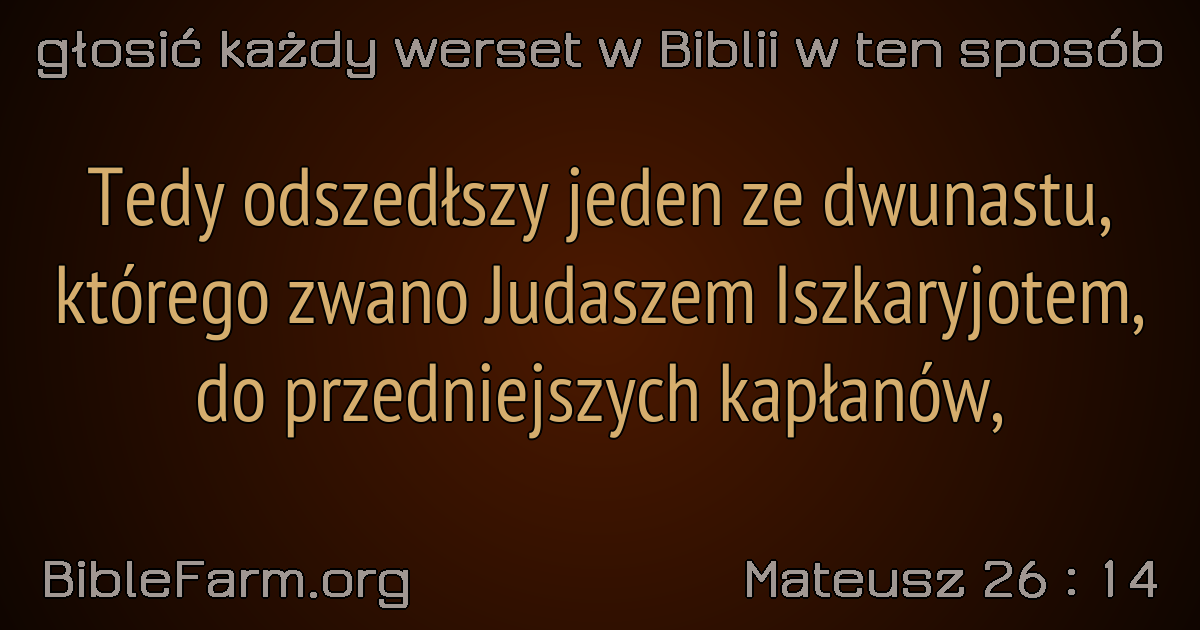 głosić każdy werset w Biblii w ten sposób
Tedy odszedłszy jeden ze dwunastu,
którego zwano Judaszem Iszkaryjotem,
do przedniejszych kapłanów,
BibleFarm.org
Mateusz 26 : 14